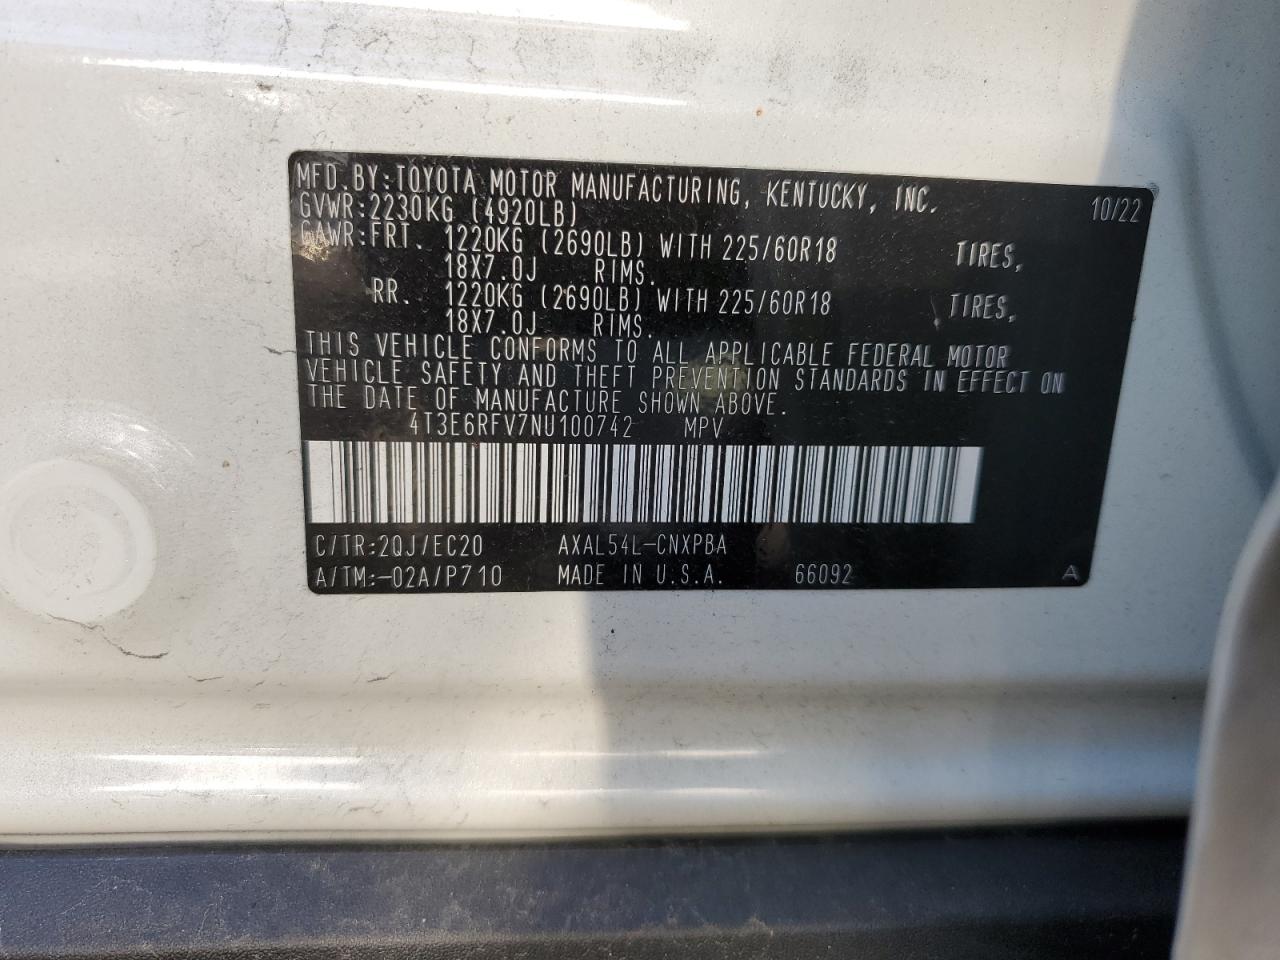 MFD.BY:TOYOTA MOTOR MANUFACTURING, KENTUCKY, INC. 10/22
GVWR:2230KG (4920LB)
GAWR:FRT. 1220KG (2690LB) WITH 225/60R18 TIRES,
18X7.0J RIMS.
RR. 1220KG (2690LB) WITH 225/60R18 TIRES,
18X7.0J RIMS.
THIS VEHICLE CONFORMS TO ALL APPLICABLE FEDERAL MOTOR
VEHICLE SAFETY AND THEFT PREVENTION STANDARDS IN EFFECT ON
THE DATE OF MANUFACTURE SHOWN ABOVE.
4T3E6RFV7NU100742 MPV
C/TR:2QJ/EC20 AXAL54L-CNXPBA
A/TM:-02A/P710 MADE IN U.S.A. 66092 A